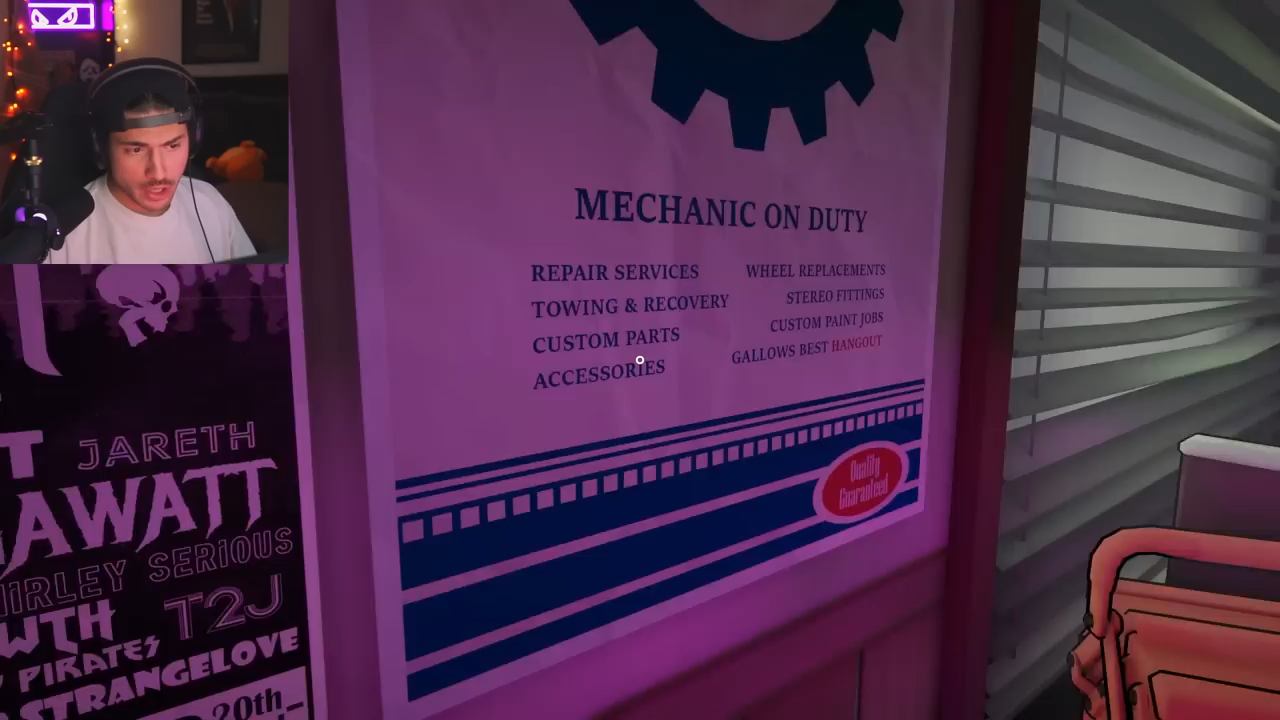 MECHANIC ON DUTY
REPAIR SERVICES
TOWING & RECOVERY
CUSTOM PARTS
ACCESSORIES
WHEEL REPLACEMENTS
STEREO FITTINGS
CUSTOM PAINT JOBS
GALLOWS BEST HANGOUT
Quality
Guaranteed
JARETH
SERIOUS
T2J
PIRATES
STRANGELOVE
20th